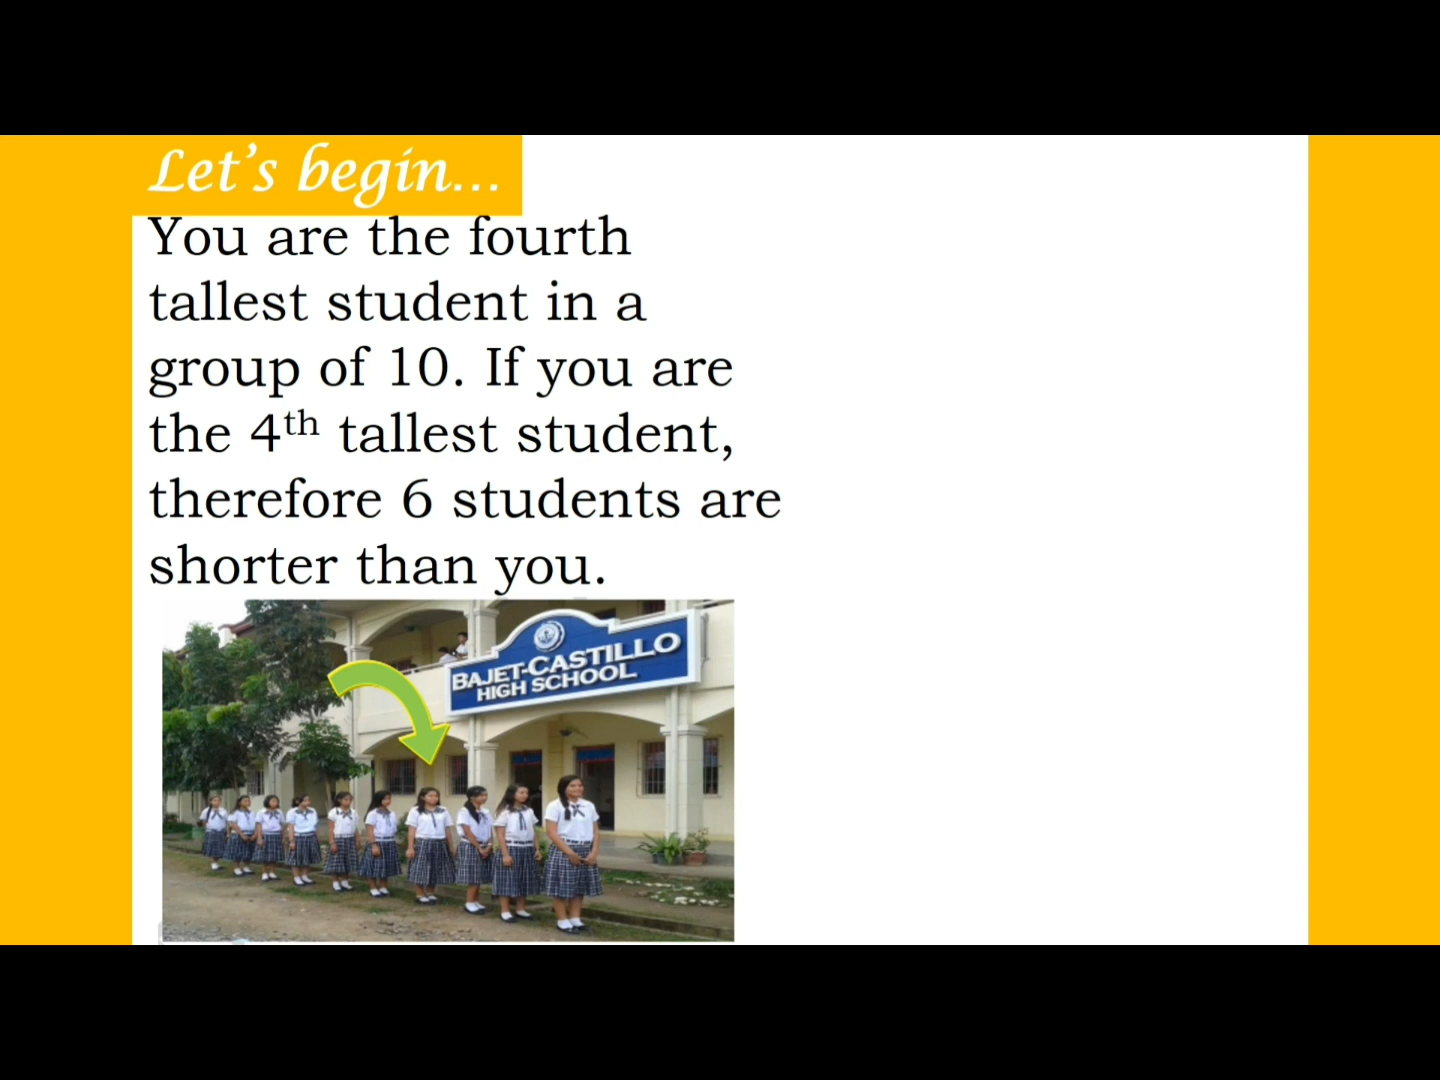 Let's begin...
You are the fourth
tallest student in a
group of 10. If you are
the 4th tallest student,
therefore 6 students are
shorter than you.
BAJET-CASTILLO
HIGH SCHOOL